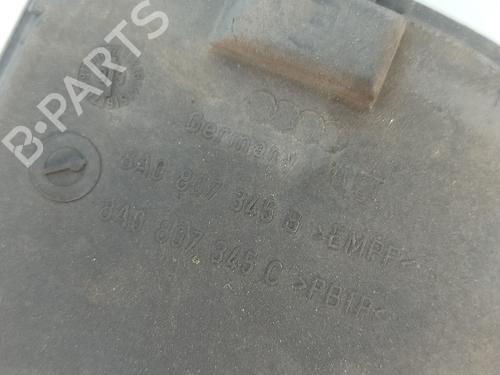 B-PARTS
Germany
8A0 807 345 B >EMPP<
8A0 807 345 C >PBTP<